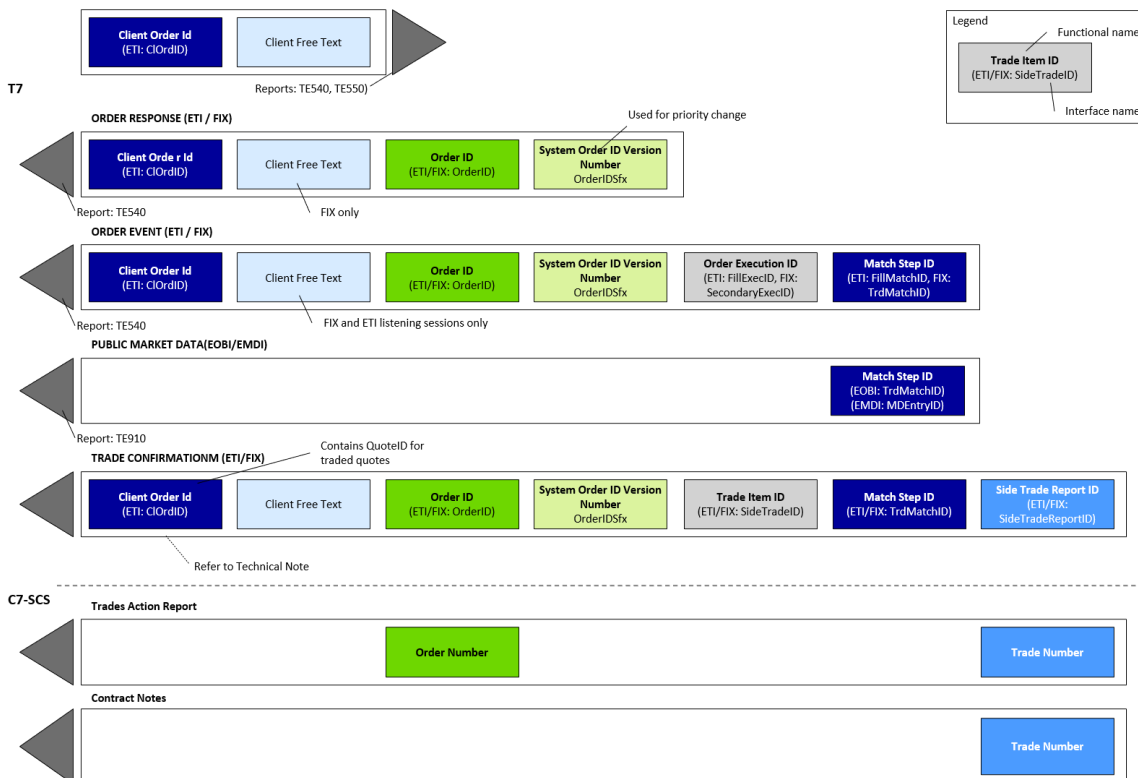 Client Order Id
(ETI: ClOrdID)
Client Free Text
Reports: TE540, TE550)
Legend
Functional name
Trade Item ID
(ETI/FIX: SideTradeID)
Interface name
T7
ORDER RESPONSE (ETI / FIX)
Used for priority change
Client Orde r Id
(ETI: ClOrdID)
Client Free Text
Order ID
(ETI/FIX: OrderID)
System Order ID Version
Number
OrderIDSfx
Report: TE540
FIX only
ORDER EVENT (ETI / FIX)
Client Order Id
(ETI: ClOrdID)
Client Free Text
Order ID
(ETI/FIX: OrderID)
System Order ID Version
Number
OrderIDSfx
Order Execution ID
(ETI: FillExecID, FIX:
SecondaryExecID)
Match Step ID
(ETI: FillMatchID, FIX:
TrdMatchID)
Report: TE540
FIX and ETI listening sessions only
PUBLIC MARKET DATA(EOBI/EMDI)
Match Step ID
(EOBI: TrdMatchID)
(EMDI: MDEntryID)
Report: TE910
Contains QuoteID for
traded quotes
TRADE CONFIRMATIONM (ETI/FIX)
Client Order Id
(ETI: ClOrdID)
Client Free Text
Order ID
(ETI/FIX: OrderID)
System Order ID Version
Number
OrderIDSfx
Trade Item ID
(ETI/FIX: SideTradeID)
Match Step ID
(ETI/FIX: TrdMatchID)
Side Trade Report ID
(ETI/FIX:
SideTradeReportID)
Refer to Technical Note
C7-SCS
Trades Action Report
Order Number
Trade Number
Contract Notes
Trade Number